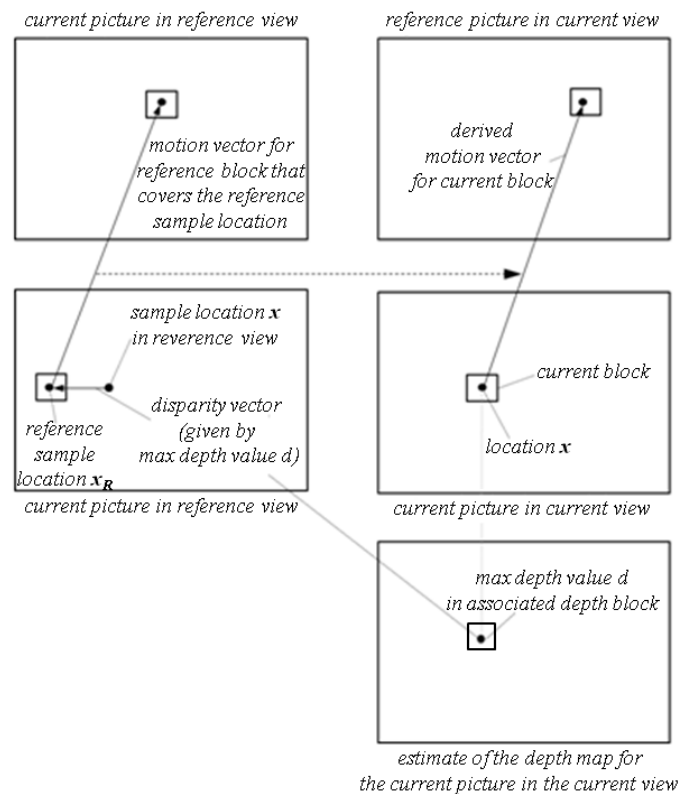 current picture in reference view
reference picture in current view
motion vector for
reference block that
covers the reference
sample location
derived
motion vector
for current block
sample location x
in reverence view
disparity vector
(given by
max depth value d)
reference
sample
location xR
current picture in reference view
current block
location x
current picture in current view
max depth value d
in associated depth block
estimate of the depth map for
the current picture in the current view